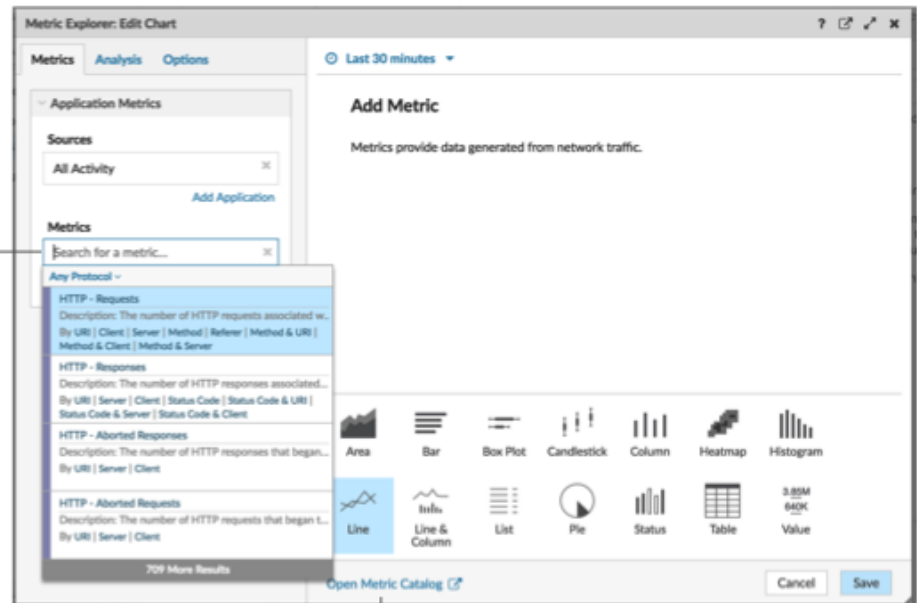 Metric Explorer: Edit Chart
?
Metrics Analysis Options
Last 30 minutes
Application Metrics
Sources
All Activity
Add Application
Metrics
Search for a metric...
Any Protocol
HTTP - Requests
Description: The number of HTTP requests associated w...
By URI | Client | Server | Method | Referer | Method & URI |
Method & Client | Method & Server
HTTP - Responses
Description: The number of HTTP responses associated...
By URI | Server | Client | Status Code | Status Code & URI |
Status Code & Server | Status Code & Client
HTTP - Aborted Responses
Description: The number of HTTP responses that began...
By URI | Server | Client
HTTP - Aborted Requests
Description: The number of HTTP requests that began t...
By URI | Server | Client
709 More Results
Add Metric
Metrics provide data generated from network traffic.
Area Bar Box Plot Candlestick Column Heatmap Histogram
3.85M
640K
Line Line & Column List Pie Status Table Value
Open Metric Catalog
Cancel Save